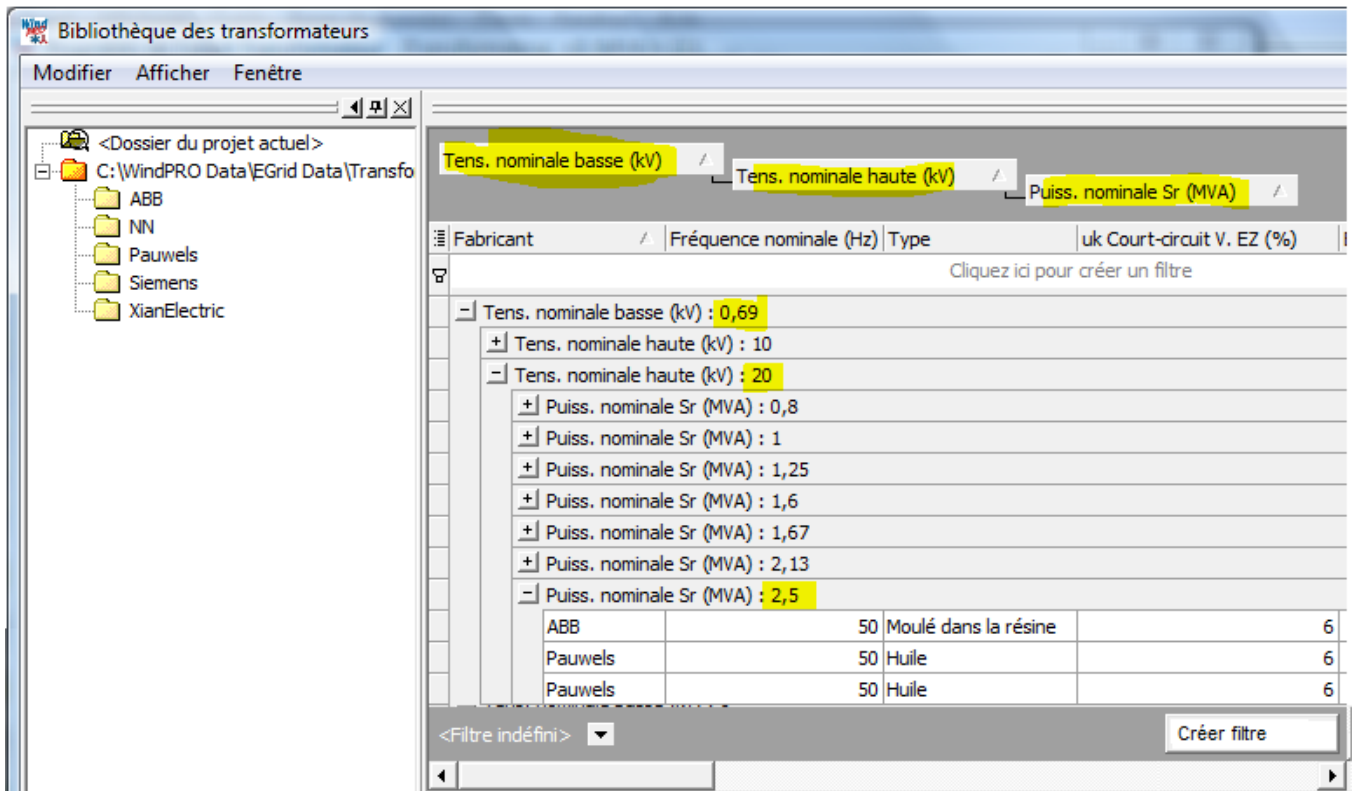 Bibliothèque des transformateurs
Modifier Afficher Fenêtre
<Dossier du projet actuel>
C:\WindPRO Data\EGrid Data\Transfo
ABB
NN
Pauwels
Siemens
XianElectric
Tens. nominale basse (kV)
Tens. nominale haute (kV)
Puiss. nominale Sr (MVA)
Fabricant Fréquence nominale (Hz) Type uk Court-circuit V. EZ (%)
Cliquez ici pour créer un filtre
Tens. nominale basse (kV) : 0,69
Tens. nominale haute (kV) : 10
Tens. nominale haute (kV) : 20
Puiss. nominale Sr (MVA) : 0,8
Puiss. nominale Sr (MVA) : 1
Puiss. nominale Sr (MVA) : 1,25
Puiss. nominale Sr (MVA) : 1,6
Puiss. nominale Sr (MVA) : 1,67
Puiss. nominale Sr (MVA) : 2,13
Puiss. nominale Sr (MVA) : 2,5
ABB 50 Moulé dans la résine 6
Pauwels 50 Huile 6
Pauwels 50 Huile 6
<Filtre indéfini> Créer filtre